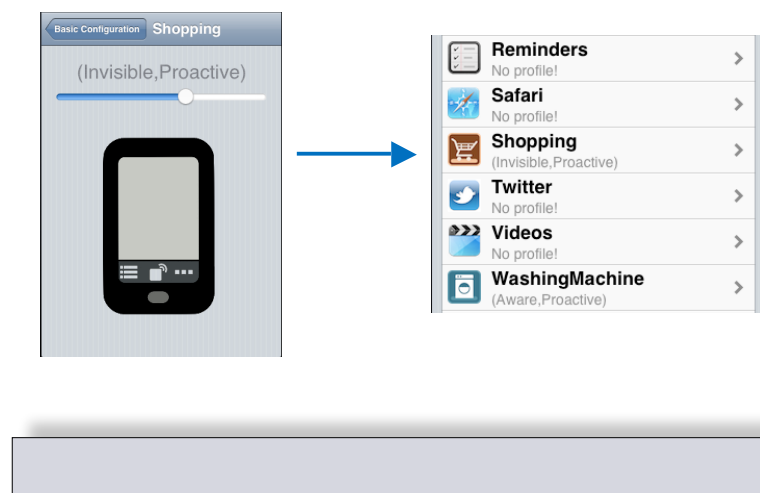 Basic Configuration Shopping
(Invisible,Proactive)
Reminders
No profile!
Safari
No profile!
Shopping
(Invisible,Proactive)
Twitter
No profile!
Videos
No profile!
WashingMachine
(Aware,Proactive)